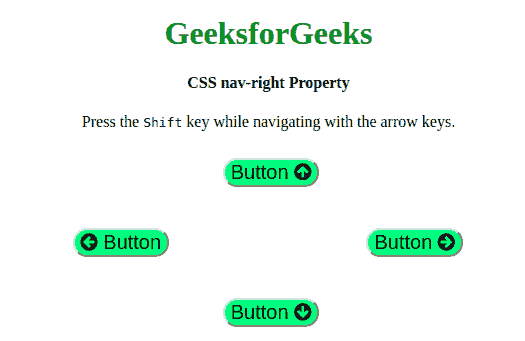 GeeksforGeeks
CSS nav-right Property
Press the Shift key while navigating with the arrow keys.
Button ⬆
⬅ Button
Button ➡
Button ⬇